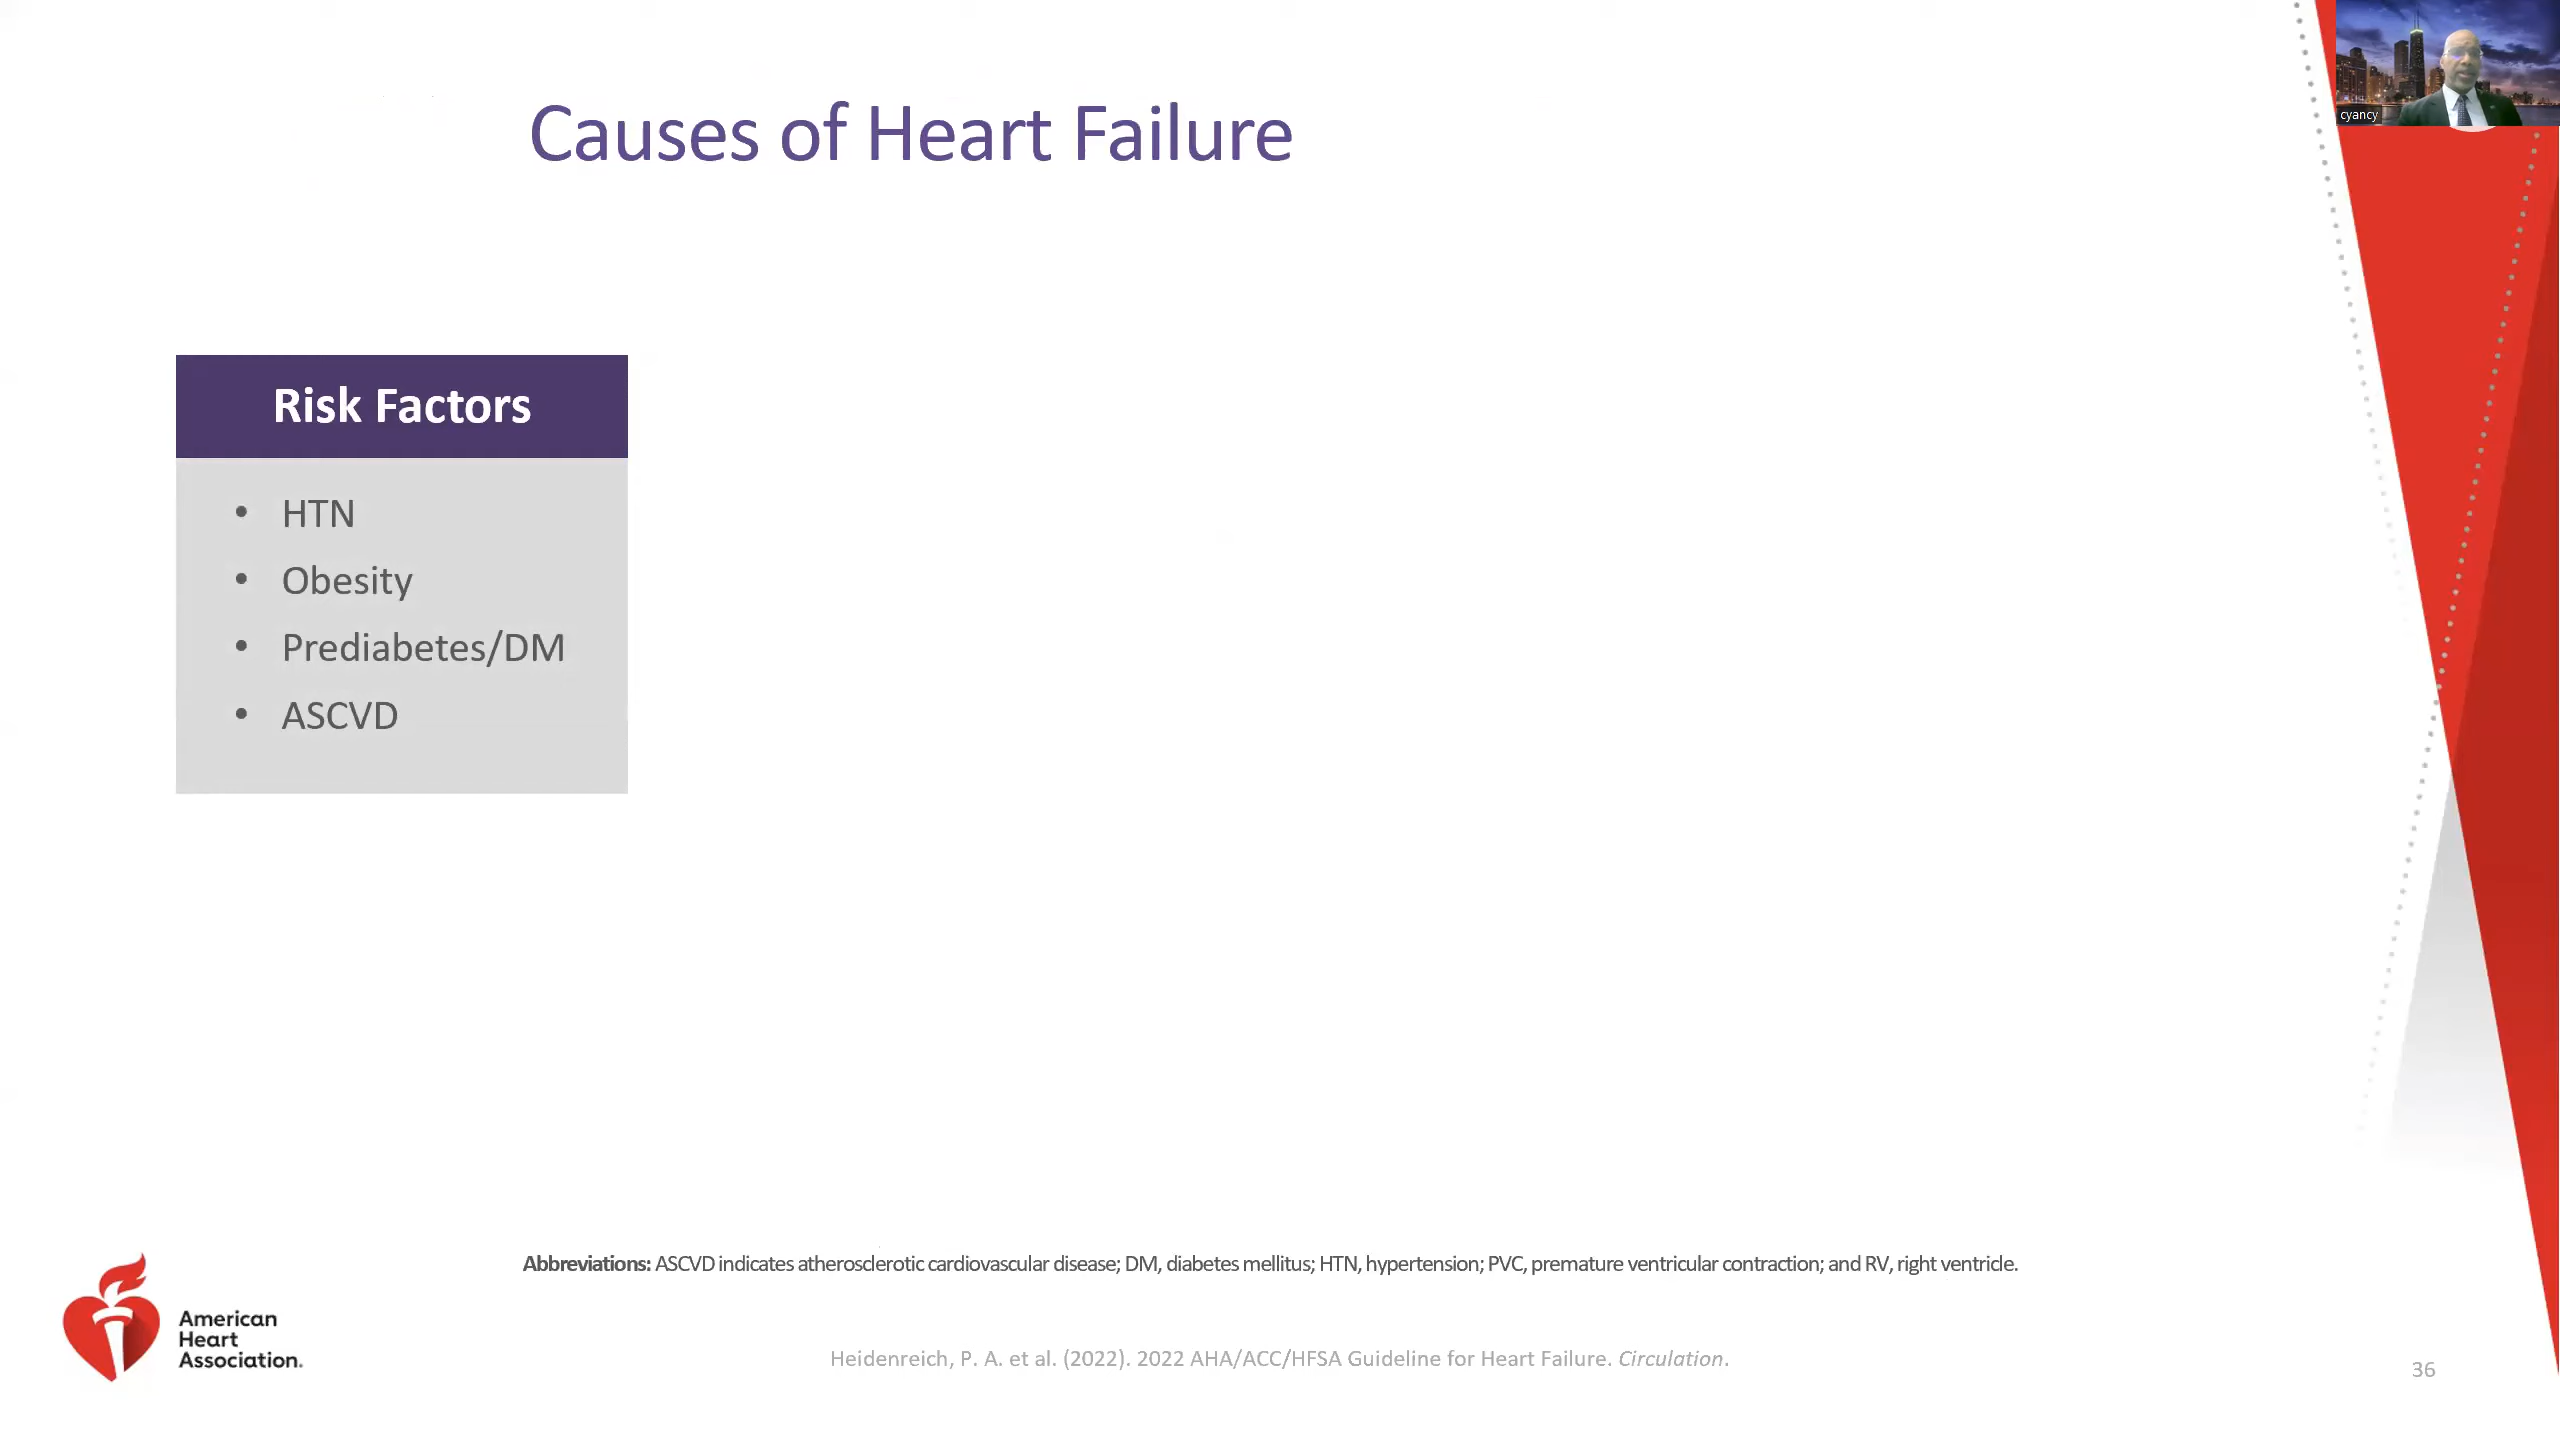 cyancy
Causes of Heart Failure
Risk Factors
• HTN
• Obesity
• Prediabetes/DM
• ASCVD
Abbreviations: ASCVD indicates atherosclerotic cardiovascular disease; DM, diabetes mellitus; HTN, hypertension; PVC, premature ventricular contraction; and RV, right ventricle.
American
Heart
Association.
Heidenreich, P. A. et al. (2022). 2022 AHA/ACC/HFSA Guideline for Heart Failure. Circulation.
36